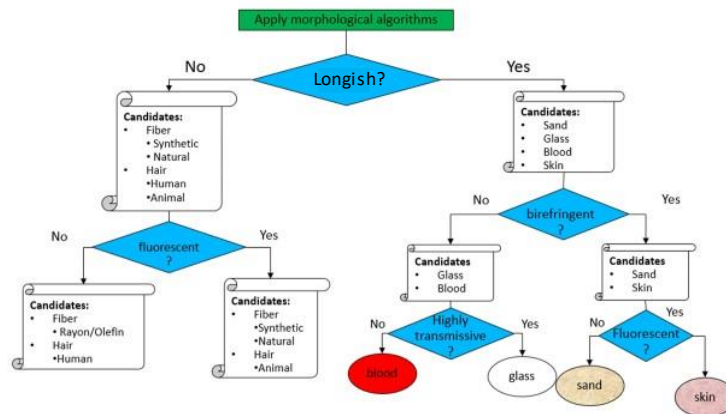 Apply morphological algorithms
No
Longish?
Yes
Candidates:
• Fiber
• Synthetic
• Natural
• Hair
•Human
•Animal
Candidates:
• Sand
• Glass
• Blood
• Skin
No
birefringent
?
Yes
No
fluorescent
?
Yes
Candidates
• Glass
• Blood
Candidates
• Sand
• Skin
Candidates:
• Fiber
• Rayon/Olefin
• Hair
•Human
Candidates:
• Fiber
•Synthetic
•Natural
• Hair
•Animal
No
Highly
transmissive
?
Yes
No
Fluorescent
?
Yes
blood
glass
sand
skin